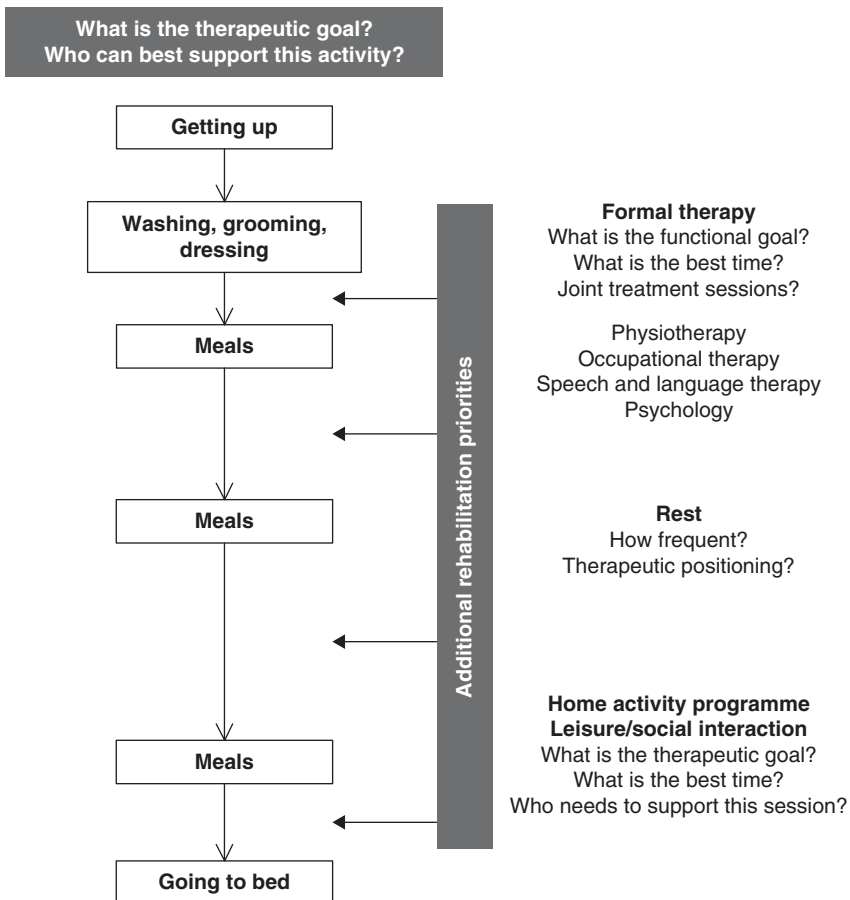 What is the therapeutic goal?
Who can best support this activity?
Getting up
Washing, grooming,
dressing
Meals
Meals
Meals
Going to bed
Additional rehabilitation priorities
Formal therapy
What is the functional goal?
What is the best time?
Joint treatment sessions?
Physiotherapy
Occupational therapy
Speech and language therapy
Psychology
Rest
How frequent?
Therapeutic positioning?
Home activity programme
Leisure/social interaction
What is the therapeutic goal?
What is the best time?
Who needs to support this session?